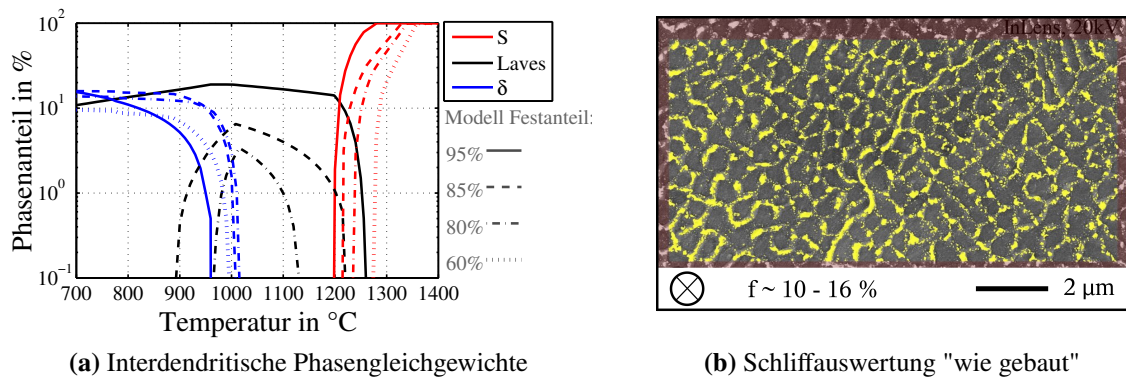 Phasenanteil in %
10²
10¹
10⁰
10⁻¹
700 800 900 1000 1100 1200 1300 1400
Temperatur in °C
S
Laves
δ
Modell Festanteil:
95%
85%
80%
60%
(a) Interdendritische Phasengleichgewichte
InLens, 20kV
f ~ 10 - 16 %
2 µm
(b) Schliffauswertung "wie gebaut"